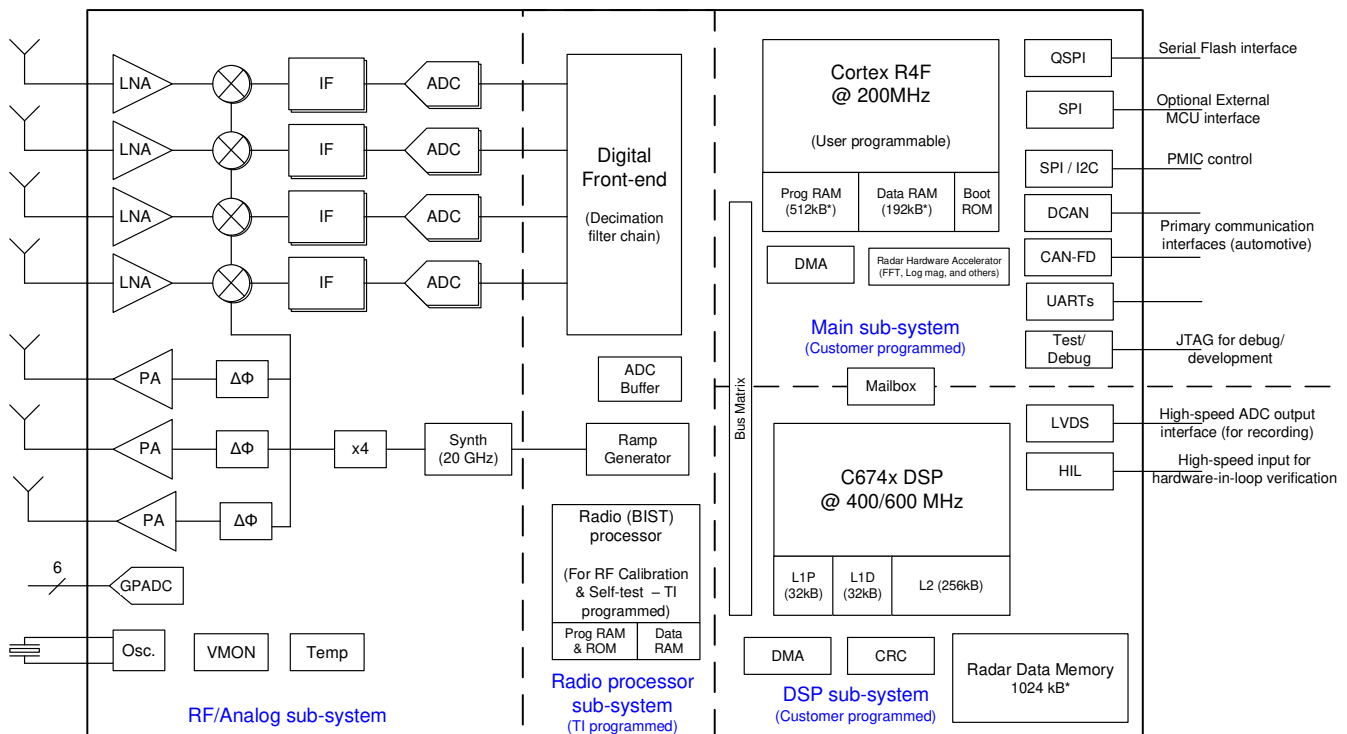 LNA
IF
ADC
LNA
IF
ADC
LNA
IF
ADC
LNA
IF
ADC
PA
ΔΦ
PA
ΔΦ
x4
Synth
(20 GHz)
PA
ΔΦ
6
GPADC
Osc.
VMON
Temp
RF/Analog sub-system
Digital
Front-end
(Decimation
filter chain)
ADC
Buffer
Ramp
Generator
Radio (BIST)
processor
(For RF Calibration
& Self-test – TI
programmed)
Prog RAM
& ROM
Data
RAM
Radio processor
sub-system
(TI programmed)
Bus Matrix
Cortex R4F
@ 200MHz
(User programmable)
Prog RAM
(512kB*)
Data RAM
(192kB*)
Boot
ROM
DMA
Radar Hardware Accelerator
(FFT, Log mag, and others)
Main sub-system
(Customer programmed)
Mailbox
C674x DSP
@ 400/600 MHz
L1P
(32kB)
L1D
(32kB)
L2 (256kB)
DMA
CRC
Radar Data Memory
1024 kB*
DSP sub-system
(Customer programmed)
QSPI
Serial Flash interface
SPI
Optional External
MCU interface
SPI / I2C
PMIC control
DCAN
Primary communication
interfaces (automotive)
CAN-FD
UARTs
Test/
Debug
JTAG for debug/
development
LVDS
High-speed ADC output
interface (for recording)
HIL
High-speed input for
hardware-in-loop verification